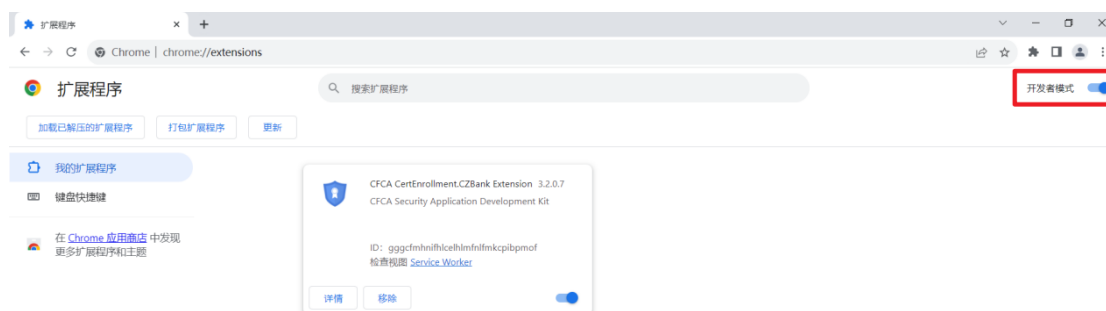 扩展程序
Chrome | chrome://extensions
扩展程序
搜索扩展程序
开发者模式
加载已解压的扩展程序 打包扩展程序 更新
我的扩展程序
键盘快捷键
在 Chrome 应用商店 中发现
更多扩展程序和主题
CFCA CertEnrollment.CZBank Extension 3.2.0.7
CFCA Security Application Development Kit
ID: gggcfmhnifhlcelhlmfnlfmkcpibpmof
检查视图 Service Worker
详情 移除